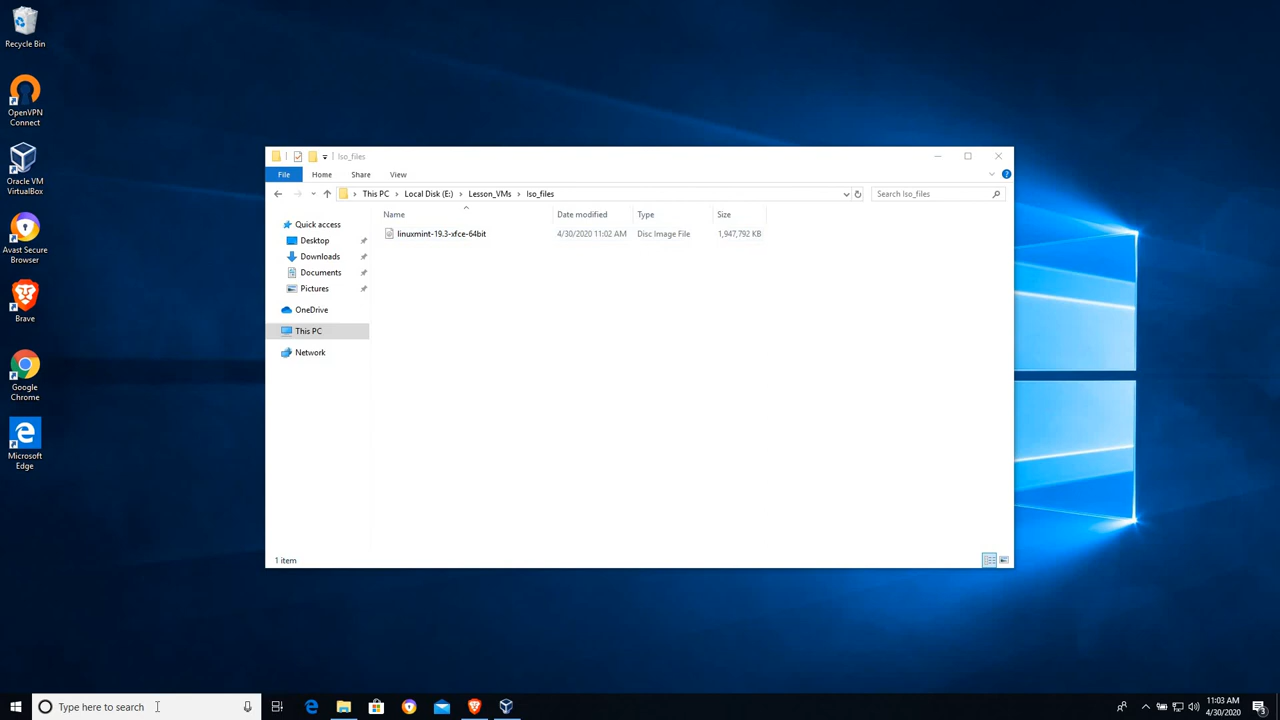 Recycle Bin
OpenVPN
Connect
Oracle VM
VirtualBox
Avast Secure
Browser
Brave
Google
Chrome
Microsoft
Edge
Iso_files
File
Home
Share
View
This PC
Local Disk (E:)
Lesson_VMs
Iso_files
Search Iso_files
Name
Date modified
Type
Size
linuxmint-19.3-xfce-64bit
4/30/2020 11:02 AM
Disc Image File
1,947,792 KB
Quick access
Desktop
Downloads
Documents
Pictures
OneDrive
This PC
Network
1 item
Type here to search
11:03 AM
4/30/2020
3